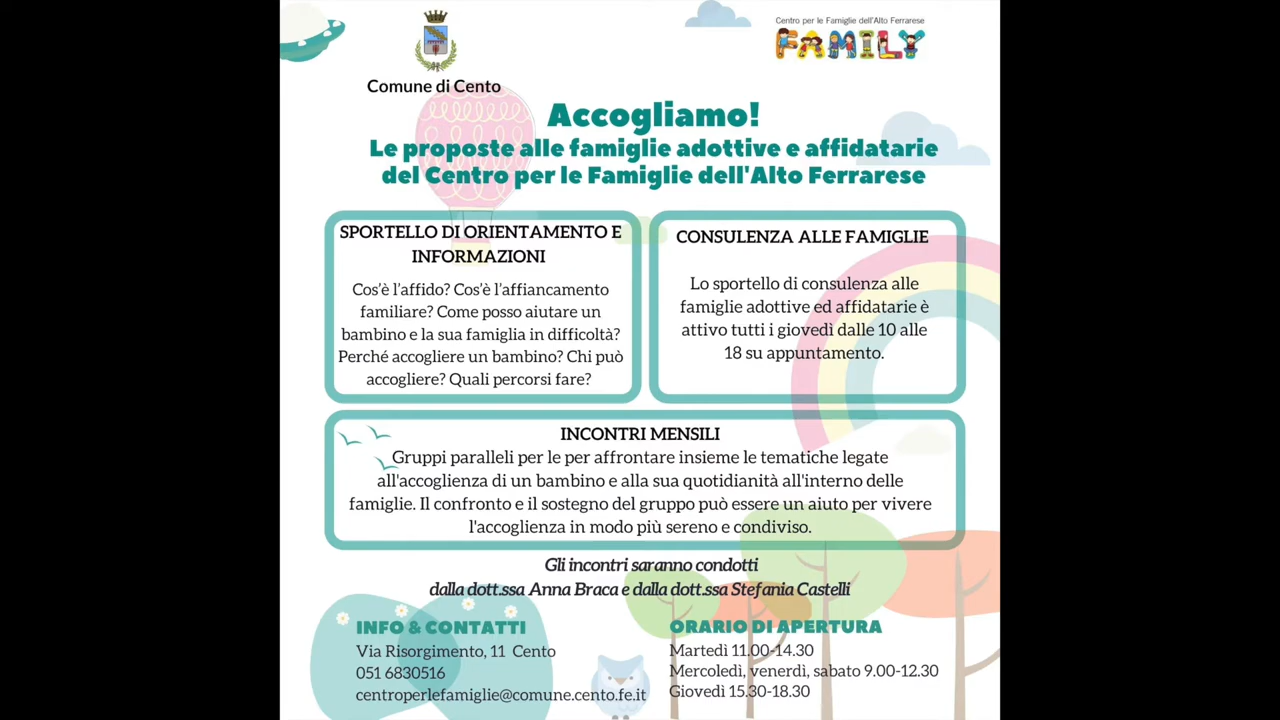 Comune di Cento
Centro per le Famiglie dell'Alto Ferrarese
FAMILY
Accogliamo!
Le proposte alle famiglie adottive e affidatarie
del Centro per le Famiglie dell'Alto Ferrarese
SPORTELLO DI ORIENTAMENTO E
INFORMAZIONI
Cos'è l'affido? Cos'è l'affiancamento
familiare? Come posso aiutare un
bambino e la sua famiglia in difficoltà?
Perché accogliere un bambino? Chi può
accogliere? Quali percorsi fare?
CONSULENZA ALLE FAMIGLIE
Lo sportello di consulenza alle
famiglie adottive ed affidatarie è
attivo tutti i giovedì dalle 10 alle
18 su appuntamento.
INCONTRI MENSILI
Gruppi paralleli per le per affrontare insieme le tematiche legate
all'accoglienza di un bambino e alla sua quotidianità all'interno delle
famiglie. Il confronto e il sostegno del gruppo può essere un aiuto per vivere
l'accoglienza in modo più sereno e condiviso.
Gli incontri saranno condotti
dalla dott.ssa Anna Braca e dalla dott.ssa Stefania Castelli
INFO & CONTATTI
Via Risorgimento, 11 Cento
051 6830516
centroperlefamiglie@comune.cento.fe.it
ORARIO DI APERTURA
Martedì 11.00-14.30
Mercoledì, venerdì, sabato 9.00-12.30
Giovedì 15.30-18.30